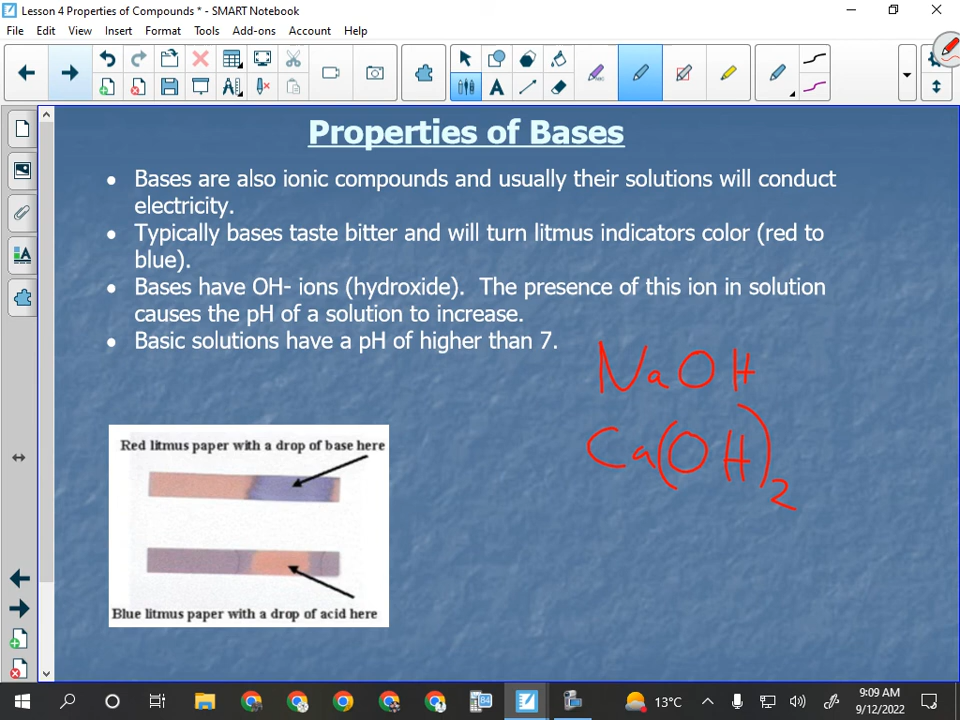 Lesson 4 Properties of Compounds * - SMART Notebook
File Edit View Insert Format Tools Add-ons Account Help
Properties of Bases
• Bases are also ionic compounds and usually their solutions will conduct
electricity.
• Typically bases taste bitter and will turn litmus indicators color (red to
blue).
• Bases have OH- ions (hydroxide). The presence of this ion in solution
causes the pH of a solution to increase.
• Basic solutions have a pH of higher than 7.
NaOH
Ca(OH)2
Red litmus paper with a drop of base here
Blue litmus paper with a drop of acid here
13°C
9:09 AM
9/12/2022